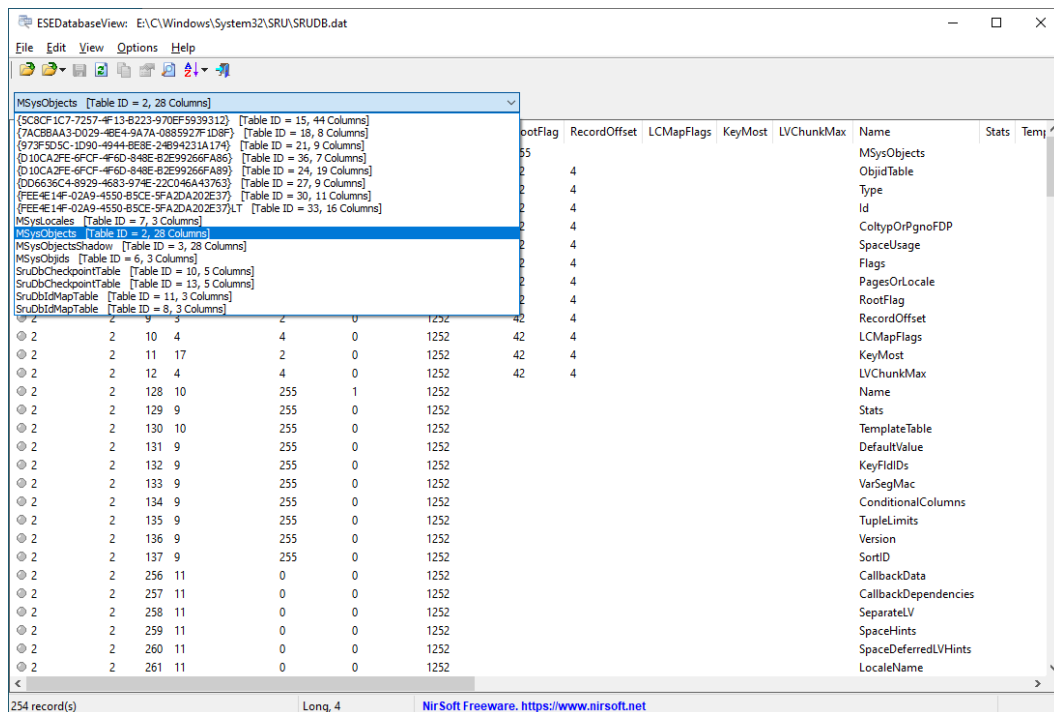 ESEDatabaseView: E:\C\Windows\System32\SRU\SRUDB.dat
File Edit View Options Help
MSysObjects [Table ID = 2, 28 Columns]
{5C8CF1C7-7257-4F13-B223-970EF5939312} [Table ID = 15, 44 Columns]
{7ACBBAA3-D029-4BE4-9A7A-0885927F1D8F} [Table ID = 18, 8 Columns]
{973F5D5C-1D90-4944-BE8E-24B94231A174} [Table ID = 21, 9 Columns]
{D10CA2FE-6FCF-4F6D-848E-B2E99266FA86} [Table ID = 36, 7 Columns]
{D10CA2FE-6FCF-4F6D-848E-B2E99266FA89} [Table ID = 24, 19 Columns]
{DD6636C4-8929-4683-974E-22C046A43763} [Table ID = 27, 9 Columns]
{FEE4E14F-02A9-4550-B5CE-5FA2DA202E37} [Table ID = 30, 11 Columns]
{FEE4E14F-02A9-4550-B5CE-5FA2DA202E37}LT [Table ID = 33, 16 Columns]
MSysLocales [Table ID = 7, 3 Columns]
MSysObjects [Table ID = 2, 28 Columns]
MSysObjectsShadow [Table ID = 3, 28 Columns]
MSysObjids [Table ID = 6, 3 Columns]
SruDbCheckpointTable [Table ID = 10, 5 Columns]
SruDbCheckpointTable [Table ID = 13, 5 Columns]
SruDbIdMapTable [Table ID = 11, 3 Columns]
SruDbIdMapTable [Table ID = 8, 3 Columns]
ootFlag RecordOffset LCMapFlags KeyMost LVChunkMax Name Stats Temp
55 MSysObjects
2 4 ObjidTable
2 4 Type
2 4 Id
2 4 ColtypOrPgnoFDP
2 4 SpaceUsage
2 4 Flags
2 4 PagesOrLocale
2 4 RootFlag
2 2 9 3 2 0 1252 42 4 RecordOffset
2 2 10 4 4 0 1252 42 4 LCMapFlags
2 2 11 17 2 0 1252 42 4 KeyMost
2 2 12 4 4 0 1252 42 4 LVChunkMax
2 2 128 10 255 1 1252 Name
2 2 129 9 255 0 1252 Stats
2 2 130 10 255 0 1252 TemplateTable
2 2 131 9 255 0 1252 DefaultValue
2 2 132 9 255 0 1252 KeyFldIDs
2 2 133 9 255 0 1252 VarSegMac
2 2 134 9 255 0 1252 ConditionalColumns
2 2 135 9 255 0 1252 TupleLimits
2 2 136 9 255 0 1252 Version
2 2 137 9 255 0 1252 SortID
2 2 256 11 0 0 1252 CallbackData
2 2 257 11 0 0 1252 CallbackDependencies
2 2 258 11 0 0 1252 SeparateLV
2 2 259 11 0 0 1252 SpaceHints
2 2 260 11 0 0 1252 SpaceDeferredLVHints
2 2 261 11 0 0 1252 LocaleName
254 record(s) Long, 4 NirSoft Freeware. https://www.nirsoft.net